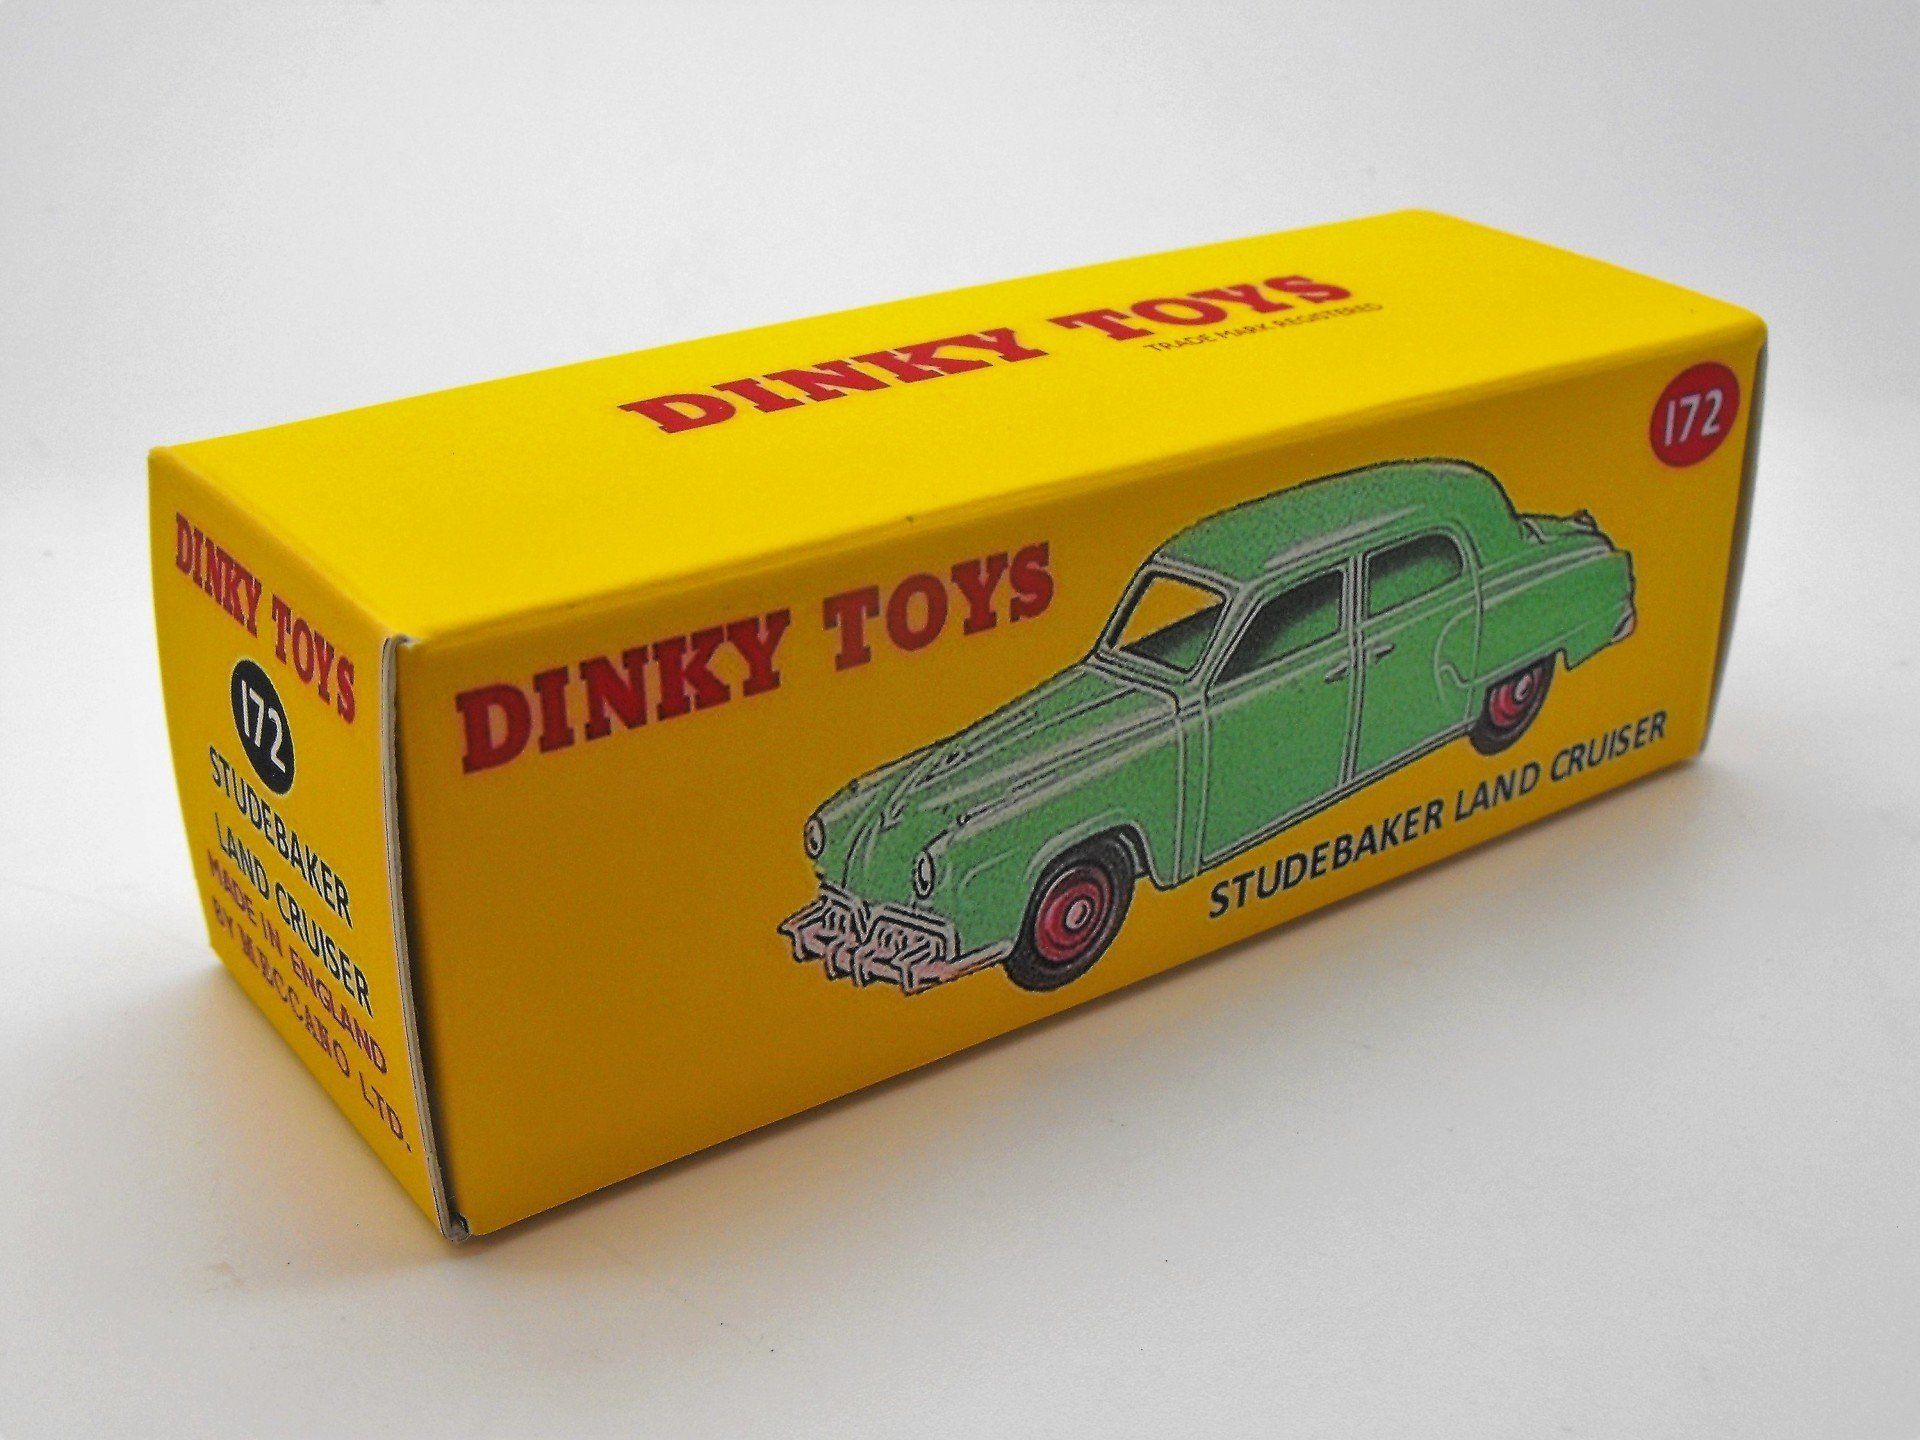 DINKY TOYS
TRADE MARK REGISTERED
172
DINKY TOYS
STUDEBAKER LAND CRUISER
DINKY TOYS
172
STUDEBAKER
LAND CRUISER
MADE IN ENGLAND
BY MECCANO LTD.